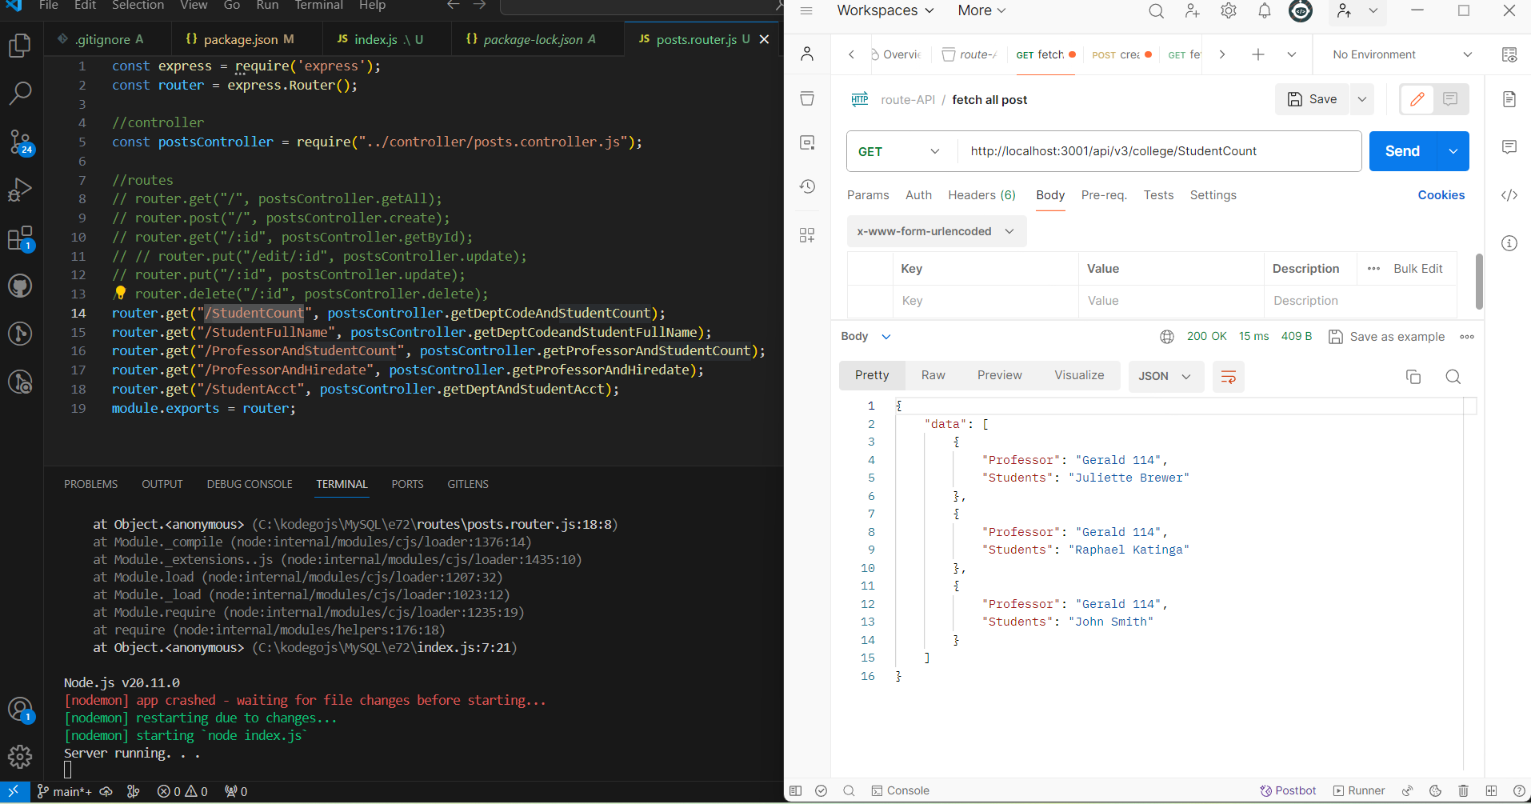 File Edit Selection View Go Run Terminal Help
.gitignore A
{} package.json M
JS index.js .\ U
{} package-lock.json A
JS posts.router.js U
1 const express = require('express');
2 const router = express.Router();
3
4 //controller
5 const postsController = require("../controller/posts.controller.js");
6
7 //routes
8 // router.get("/", postsController.getAll);
9 // router.post("/", postsController.create);
10 // router.get("/:id", postsController.getById);
11 // // router.put("/edit/:id", postsController.update);
12 // router.put("/:id", postsController.update);
13 router.delete("/:id", postsController.delete);
14 router.get("/StudentCount", postsController.getDeptCodeAndStudentCount);
15 router.get("/StudentFullName", postsController.getDeptCodeandStudentFullName);
16 router.get("/ProfessorAndStudentCount", postsController.getProfessorAndStudentCount);
17 router.get("/ProfessorAndHiredate", postsController.getProfessorAndHiredate);
18 router.get("/StudentAcct", postsController.getDeptAndStudentAcct);
19 module.exports = router;
24
1
1
PROBLEMS OUTPUT DEBUG CONSOLE TERMINAL PORTS GITLENS
at Object.<anonymous> (C:\kodegojs\MySQL\e72\routes\posts.router.js:18:8)
at Module._compile (node:internal/modules/cjs/loader:1376:14)
at Module._extensions..js (node:internal/modules/cjs/loader:1435:10)
at Module.load (node:internal/modules/cjs/loader:1207:32)
at Module._load (node:internal/modules/cjs/loader:1023:12)
at Module.require (node:internal/modules/cjs/loader:1235:19)
at require (node:internal/modules/helpers:176:18)
at Object.<anonymous> (C:\kodegojs\MySQL\e72\index.js:7:21)
Node.js v20.11.0
[nodemon] app crashed - waiting for file changes before starting...
[nodemon] restarting due to changes...
[nodemon] starting `node index.js`
Server running. . .
main*+ 0 0 0
Workspaces More
Overvie route-A GET fetch POST crea GET fe No Environment
HTTP route-API / fetch all post Save
GET http://localhost:3001/api/v3/college/StudentCount Send
Params Auth Headers (6) Body Pre-req. Tests Settings Cookies
x-www-form-urlencoded
Key Value Description Bulk Edit
Key Value Description
Body 200 OK 15 ms 409 B Save as example
Pretty Raw Preview Visualize JSON
1 {
2 "data": [
3 {
4 "Professor": "Gerald 114",
5 "Students": "Juliette Brewer"
6 },
7 {
8 "Professor": "Gerald 114",
9 "Students": "Raphael Katinga"
10 },
11 {
12 "Professor": "Gerald 114",
13 "Students": "John Smith"
14 }
15 ]
16 }
Console Postbot Runner